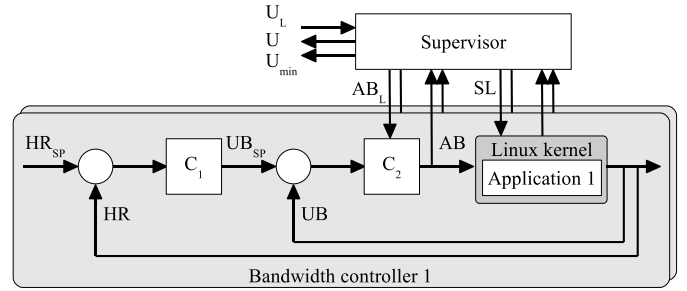 U_L
U
U_min
Supervisor
AB_L
SL
HR_SP
C_1
UB_SP
C_2
AB
Linux kernel
Application 1
HR
UB
Bandwidth controller 1